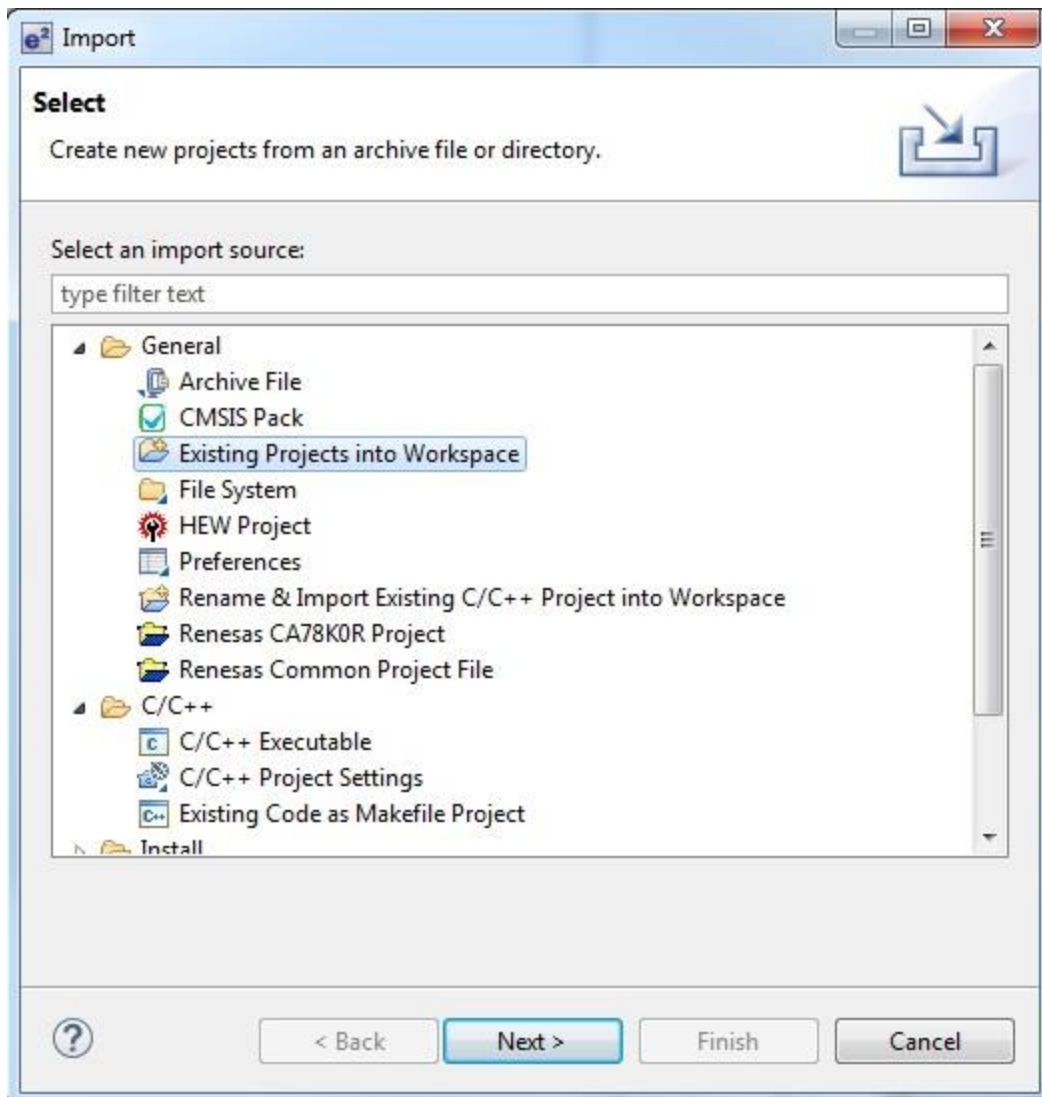 e² Import
Select
Create new projects from an archive file or directory.
Select an import source:
type filter text
General
Archive File
CMSIS Pack
Existing Projects into Workspace
File System
HEW Project
Preferences
Rename & Import Existing C/C++ Project into Workspace
Renesas CA78K0R Project
Renesas Common Project File
C/C++
C/C++ Executable
C/C++ Project Settings
Existing Code as Makefile Project
Install
? < Back Next > Finish Cancel